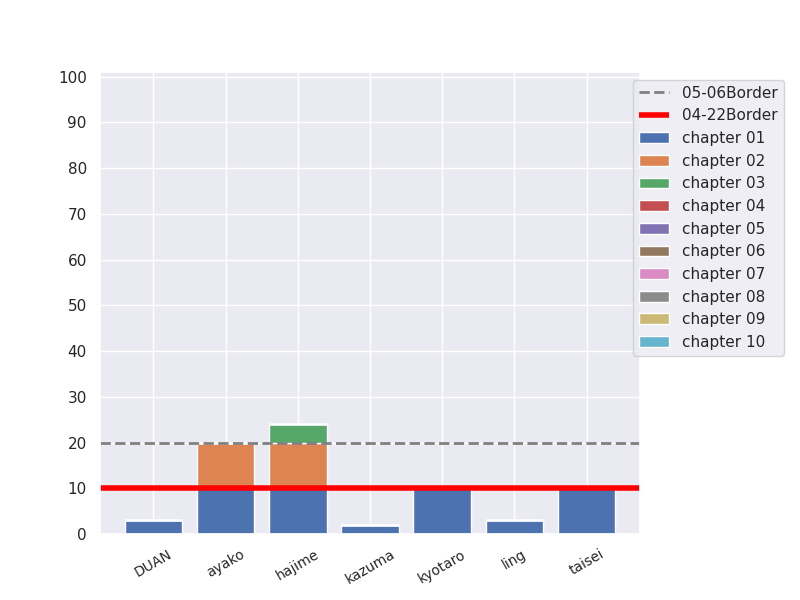 100
90
80
70
60
50
40
30
20
10
0
DUAN
ayako
hajime
kazuma
kyotaro
ling
taisei
05-06Border
04-22Border
chapter 01
chapter 02
chapter 03
chapter 04
chapter 05
chapter 06
chapter 07
chapter 08
chapter 09
chapter 10